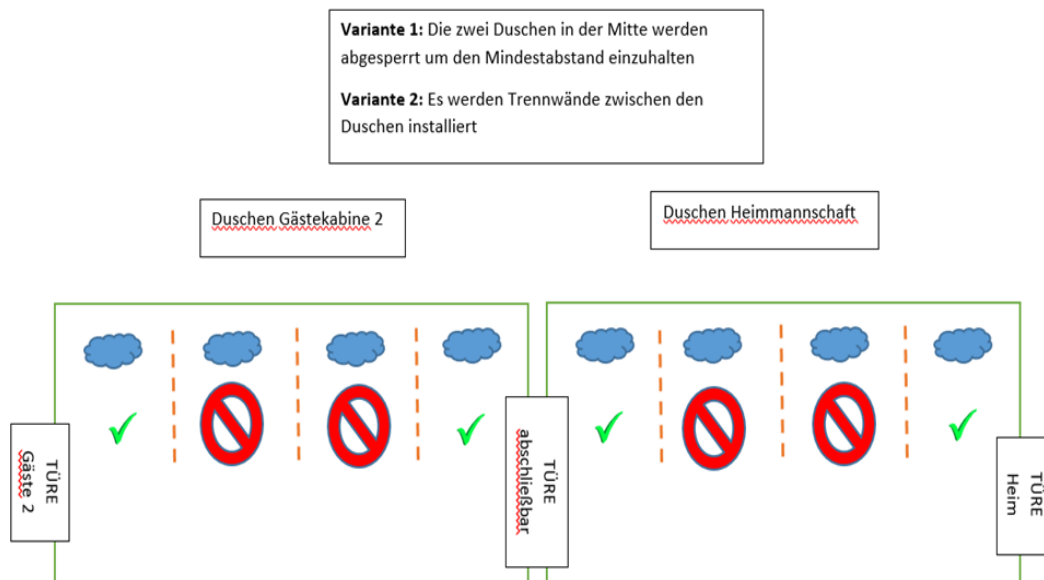 Variante 1: Die zwei Duschen in der Mitte werden
abgesperrt um den Mindestabstand einzuhalten
Variante 2: Es werden Trennwände zwischen den
Duschen installiert
Duschen Gästekabine 2
Duschen Heimmannschaft
TÜRE
Gäste 2
TÜRE
abschließbar
TÜRE
Heim